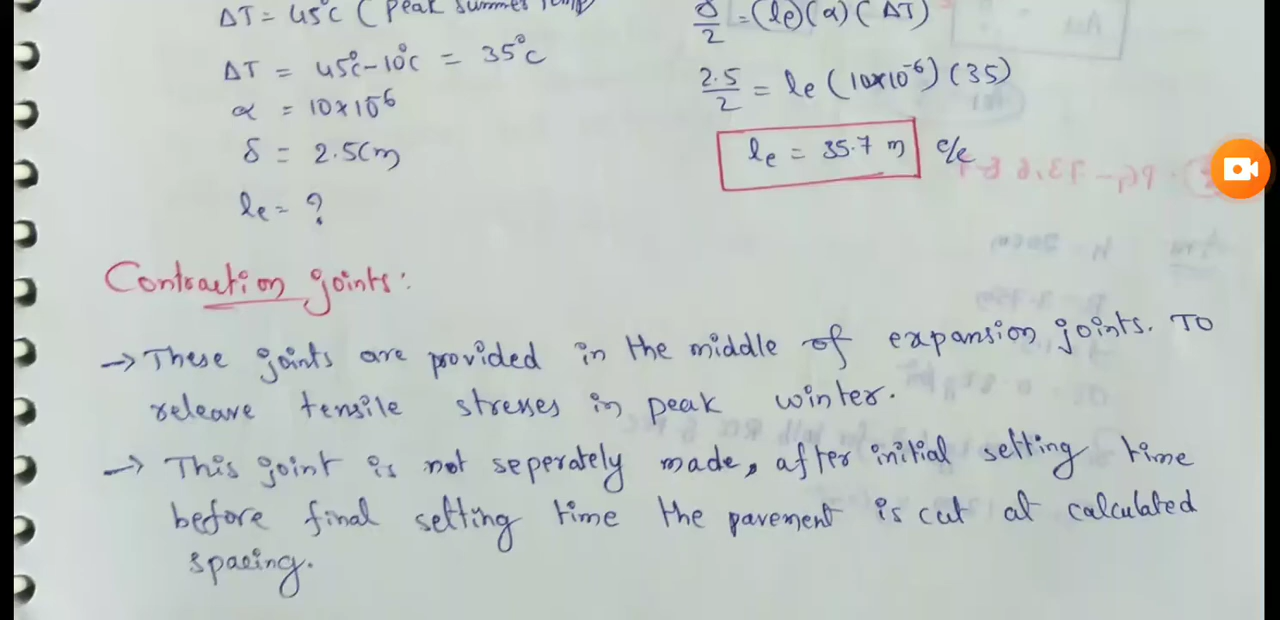 ΔT = 45°C (Peak Summer Temp
ΔT = 45°C-10°C = 35°C
α = 10×10⁻⁶
δ = 2.5cm
le = ?
δ/2 = (le)(α)(ΔT)
2.5/2 = le (10×10⁻⁶)(35)
le = 35.7 m c/c
Contraction joints:
→ These joints are provided in the middle of expansion joints. TO
releave tensile stresses in peak winter.
→ This joint is not seperately made, after initial setting time
before final setting time the pavement is cut at calculated
spacing.